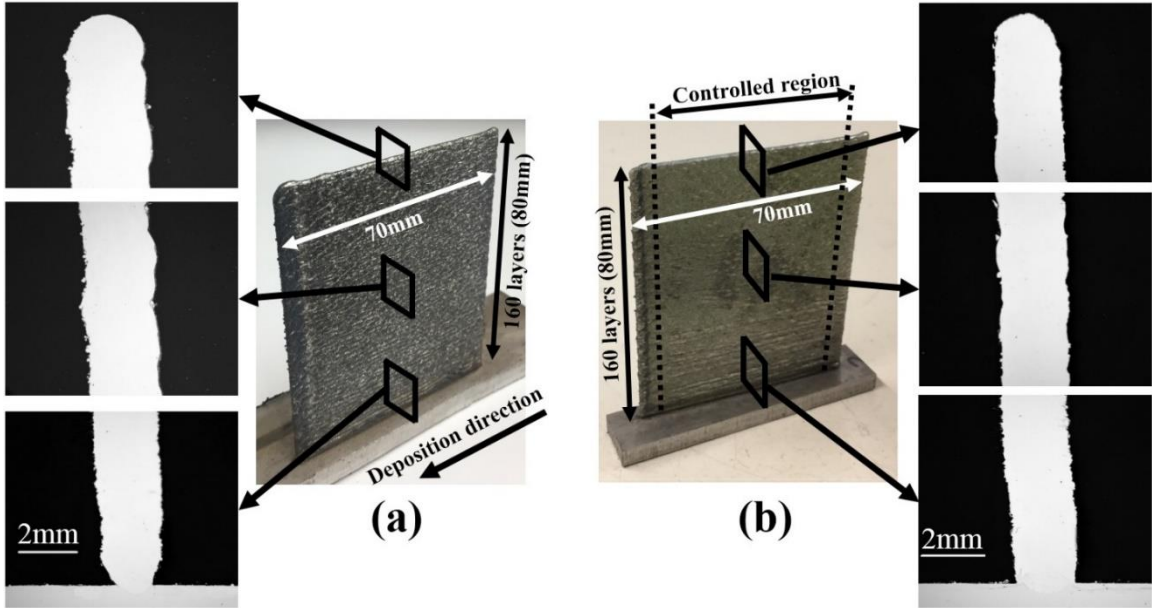 Controlled region
70mm
160 layers (80mm)
Deposition direction
2mm
(a)
70mm
160 layers (80mm)
2mm
(b)